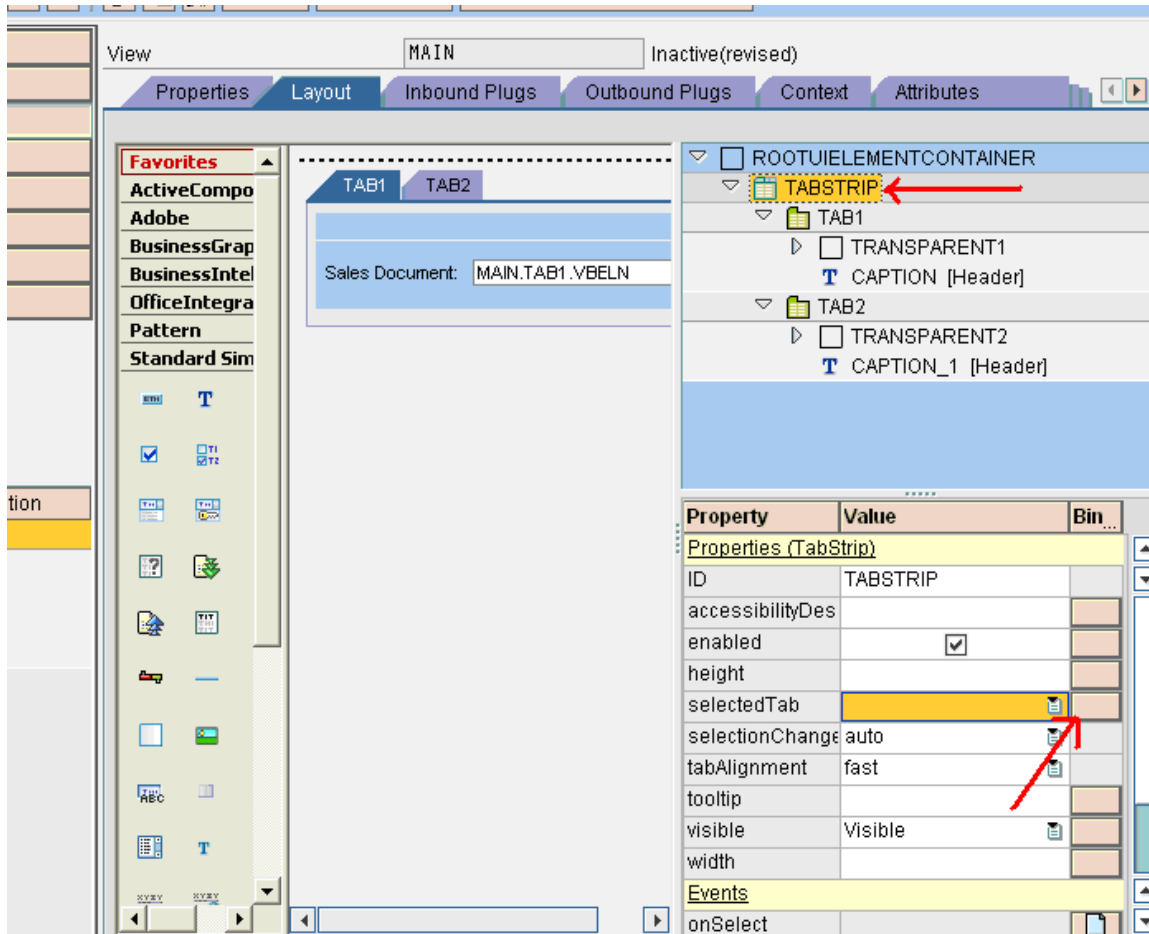 View MAIN Inactive(revised)
Properties Layout Inbound Plugs Outbound Plugs Context Attributes
Favorites
ActiveCompo
Adobe
BusinessGrap
BusinessIntel
OfficeIntegra
Pattern
Standard Sim
TAB1 TAB2
Sales Document: MAIN.TAB1.VBELN
ROOTUIELEMENTCONTAINER
TABSTRIP
TAB1
TRANSPARENT1
T CAPTION [Header]
TAB2
TRANSPARENT2
T CAPTION_1 [Header]
tion
Property Value Bin...
Properties (TabStrip)
ID TABSTRIP
accessibilityDes
enabled
height
selectedTab
selectionChange auto
tabAlignment fast
tooltip
visible Visible
width
Events
onSelect